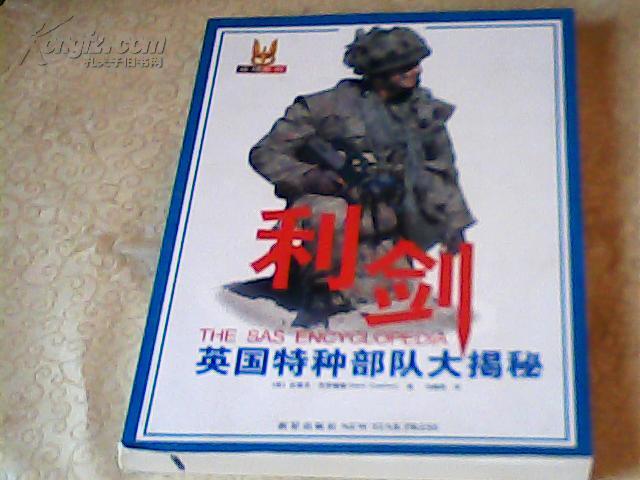 Kongfz.com
孔夫子旧书网
利剑
THE SAS ENCYCLOPEDIA
英国特种部队大揭秘
新星出版社 NEW STAR PRESS